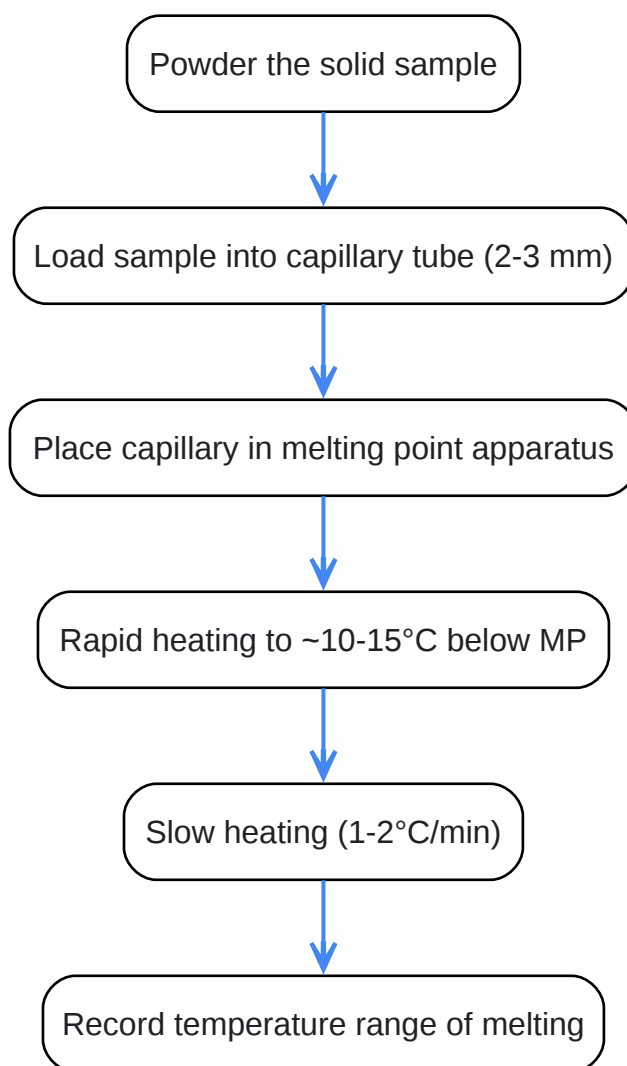 Powder the solid sample
Load sample into capillary tube (2-3 mm)
Place capillary in melting point apparatus
Rapid heating to ~10-15°C below MP
Slow heating (1-2°C/min)
Record temperature range of melting